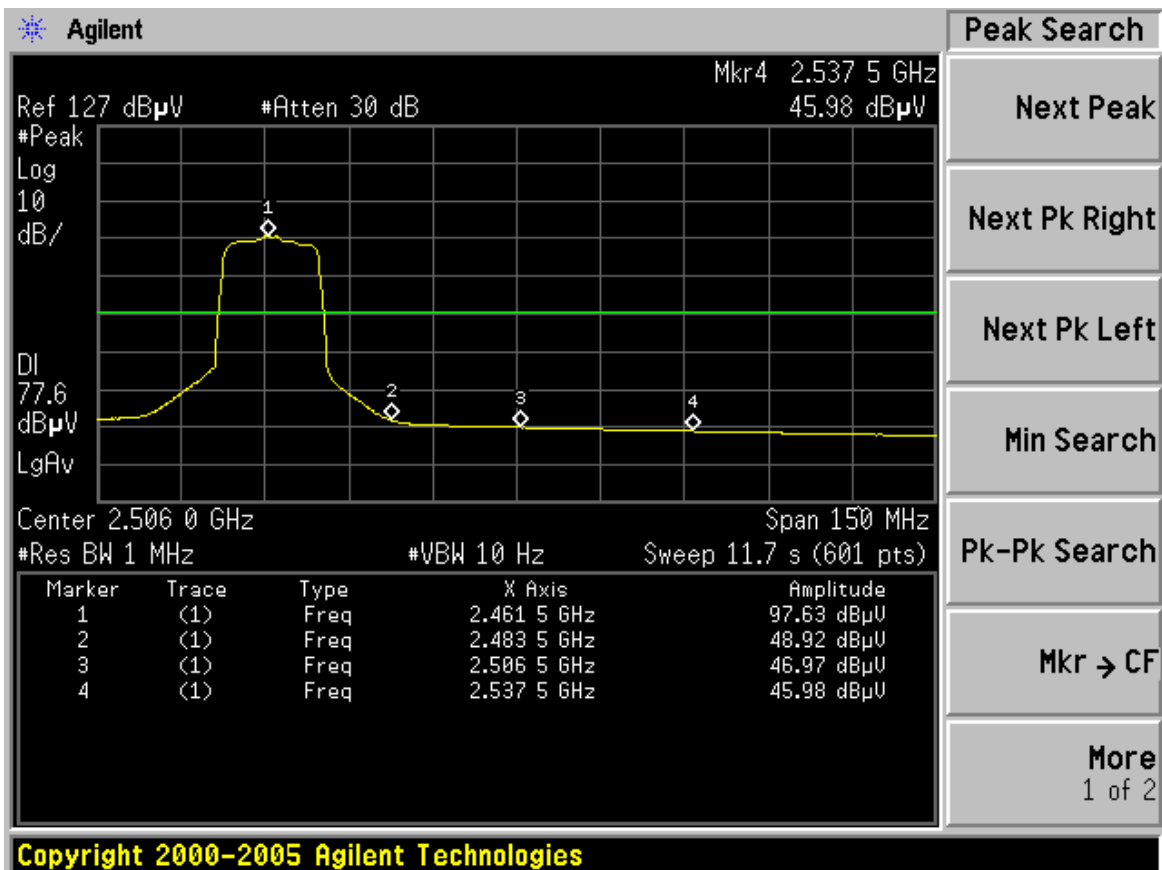 Agilent
Peak Search
Mkr4 2.537 5 GHz
Ref 127 dBµV #Atten 30 dB 45.98 dBµV
#Peak
Log
10
dB/
1
2
3
4
DI
77.6
dBµV
LgAv
Center 2.506 0 GHz Span 150 MHz
#Res BW 1 MHz #VBW 10 Hz Sweep 11.7 s (601 pts)
Marker Trace Type X Axis Amplitude
1 (1) Freq 2.461 5 GHz 97.63 dBµV
2 (1) Freq 2.483 5 GHz 48.92 dBµV
3 (1) Freq 2.506 5 GHz 46.97 dBµV
4 (1) Freq 2.537 5 GHz 45.98 dBµV
Next Peak
Next Pk Right
Next Pk Left
Min Search
Pk-Pk Search
Mkr → CF
More
1 of 2
Copyright 2000-2005 Agilent Technologies